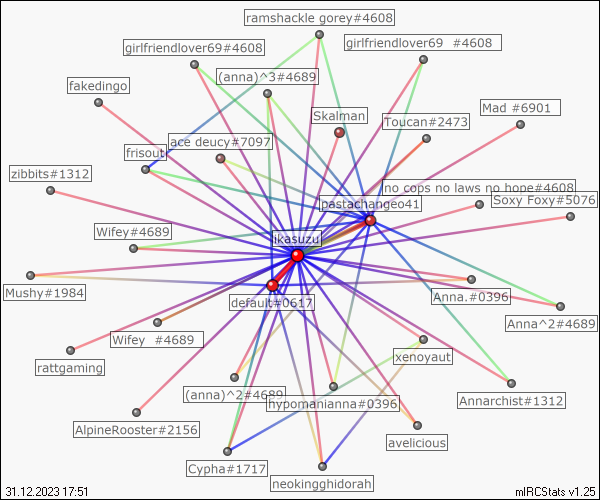 ramshackle gorey#4608
girlfriendlover69#4608
girlfriendlover69 #4608
(anna)^3#4689
fakedingo
Skalman
Mad #6901
Toucan#2473
ace deucy#7097
frisout
zibbits#1312
no cops no laws no hope#4608
Soxy Foxy#5076
pastachangeo41
Wifey#4689
ikasuzu
Mushy#1984
default#0617
Anna.#0396
Anna^2#4689
Wifey #4689
xenoyaut
rattgaming
(anna)^2#4689
hypomanianna#0396
Annarchist#1312
AlpineRooster#2156
avelicious
Cypha#1717
neokingghidorah
31.12.2023 17:51
mIRCStats v1.25